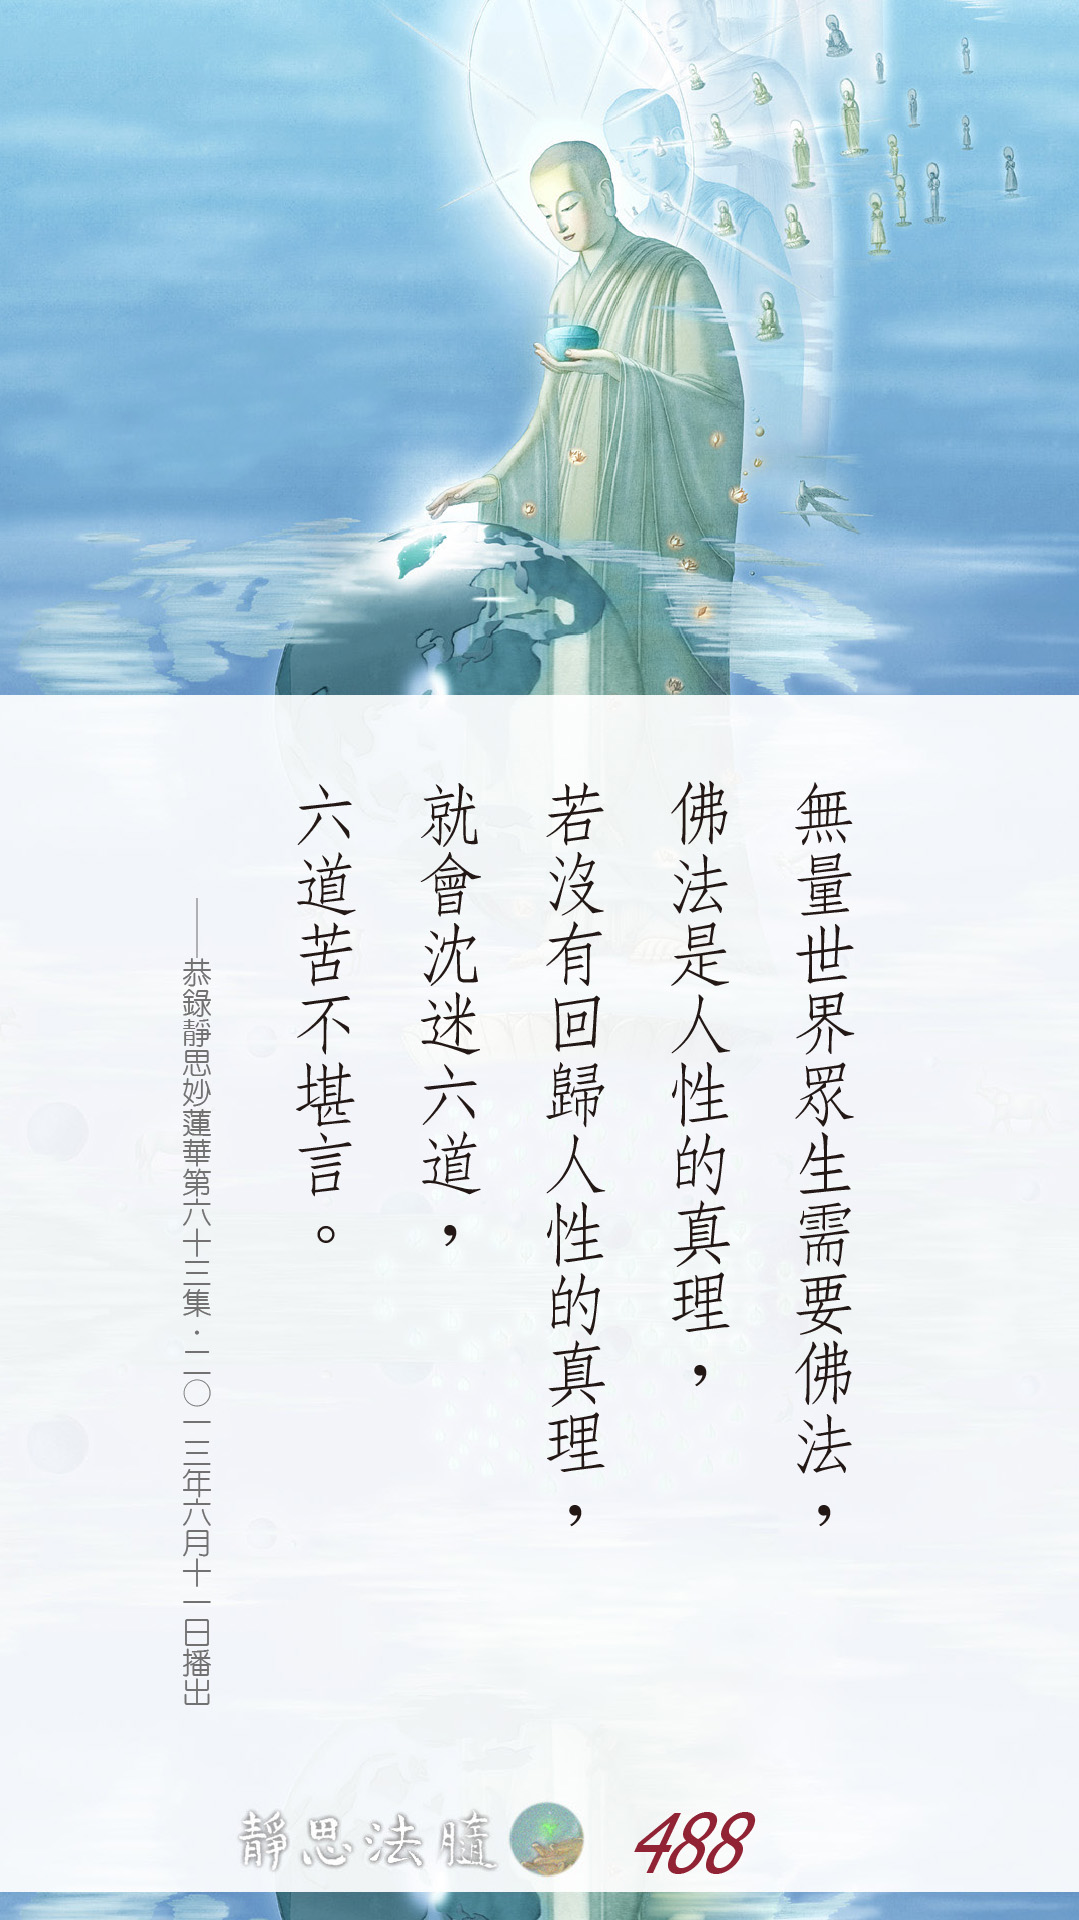 無量世界眾生需要佛法，
佛法是人性的真理，
若沒有回歸人性的真理，
就會沈迷六道，
六道苦不堪言。
——恭錄靜思妙蓮華第六十三集．二〇一三年六月十一日播出
靜思法髓 488